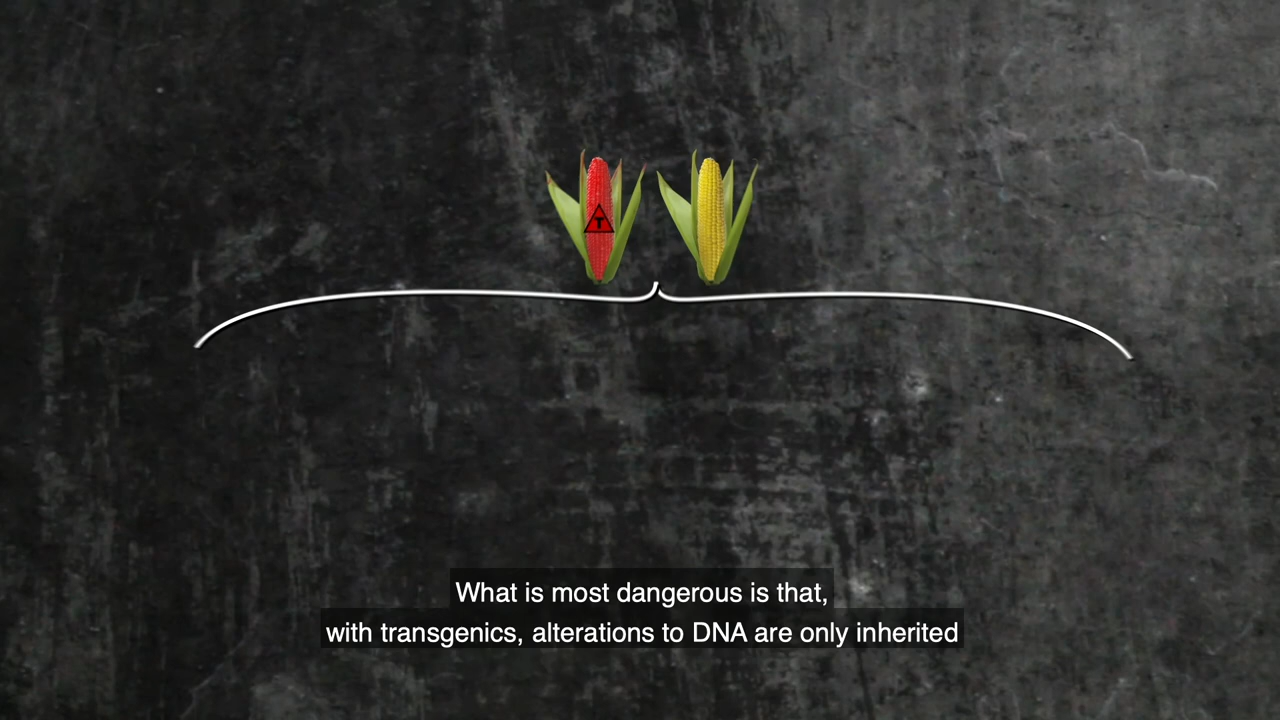 T
What is most dangerous is that,
with transgenics, alterations to DNA are only inherited